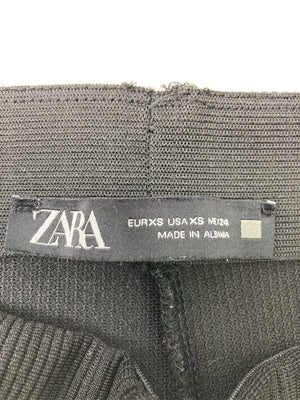 ZARA
EUR XS USA XS MEX 24
MADE IN ALBANIA